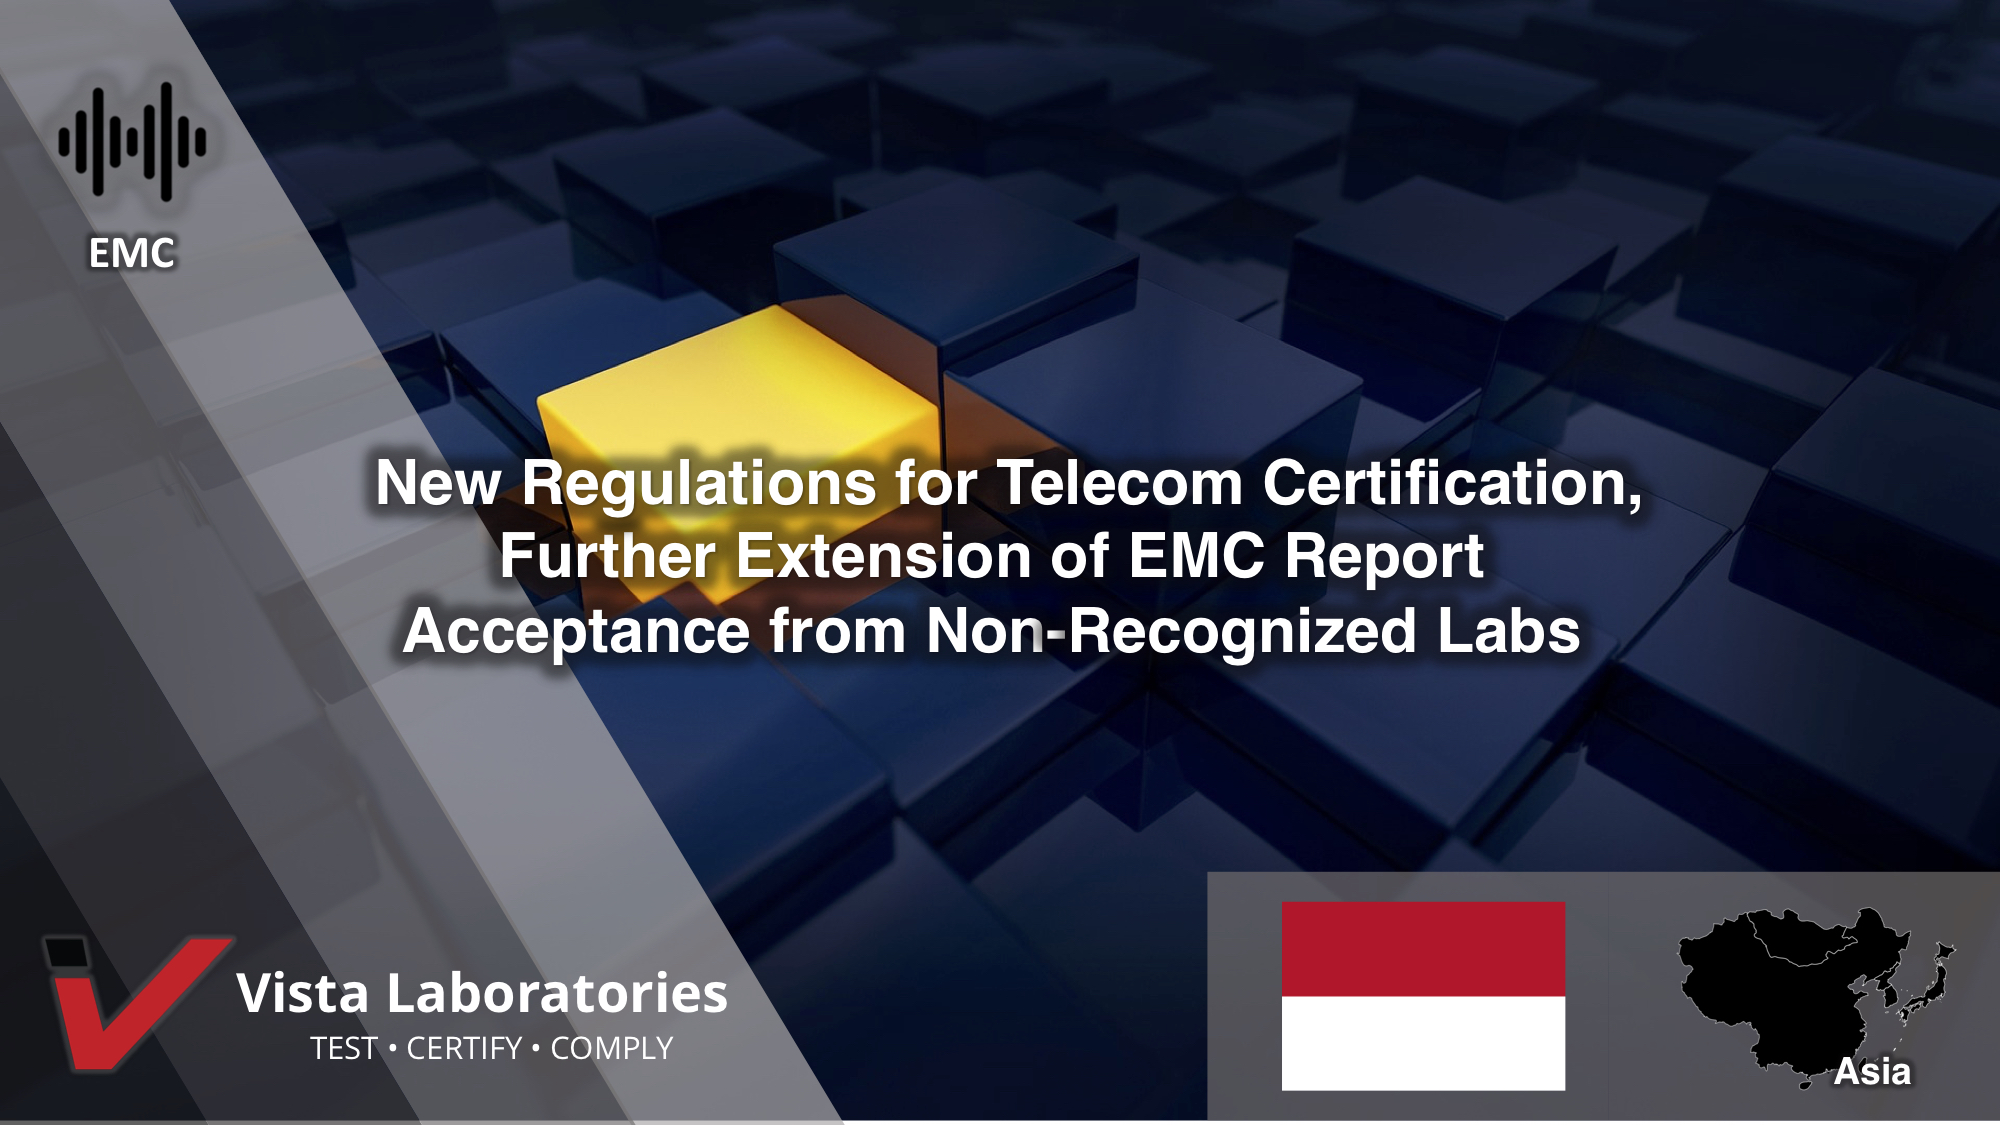 EMC
New Regulations for Telecom Certification,
Further Extension of EMC Report
Acceptance from Non-Recognized Labs
Vista Laboratories
TEST • CERTIFY • COMPLY
Asia